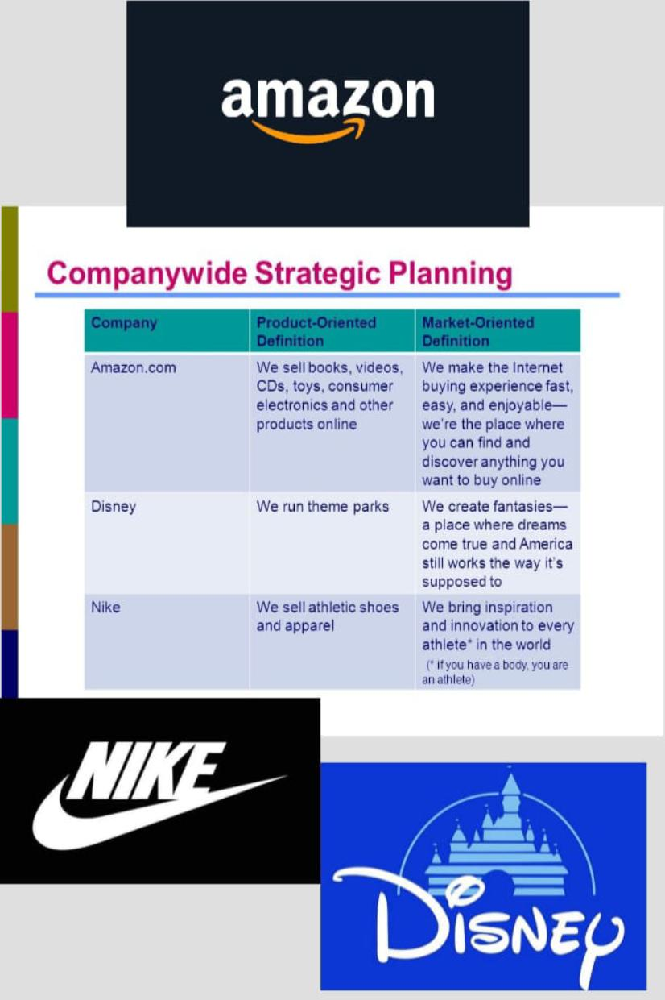 amazon
Companywide Strategic Planning
Company
Product-Oriented
Definition
Market-Oriented
Definition
Amazon.com
We sell books, videos,
CDs, toys, consumer
electronics and other
products online
We make the Internet
buying experience fast,
easy, and enjoyable—
we're the place where
you can find and
discover anything you
want to buy online
Disney
We run theme parks
We create fantasies—
a place where dreams
come true and America
still works the way it's
supposed to
Nike
We sell athletic shoes
and apparel
We bring inspiration
and innovation to every
athlete* in the world
(* if you have a body, you are
an athlete)
NIKE
DISNEY